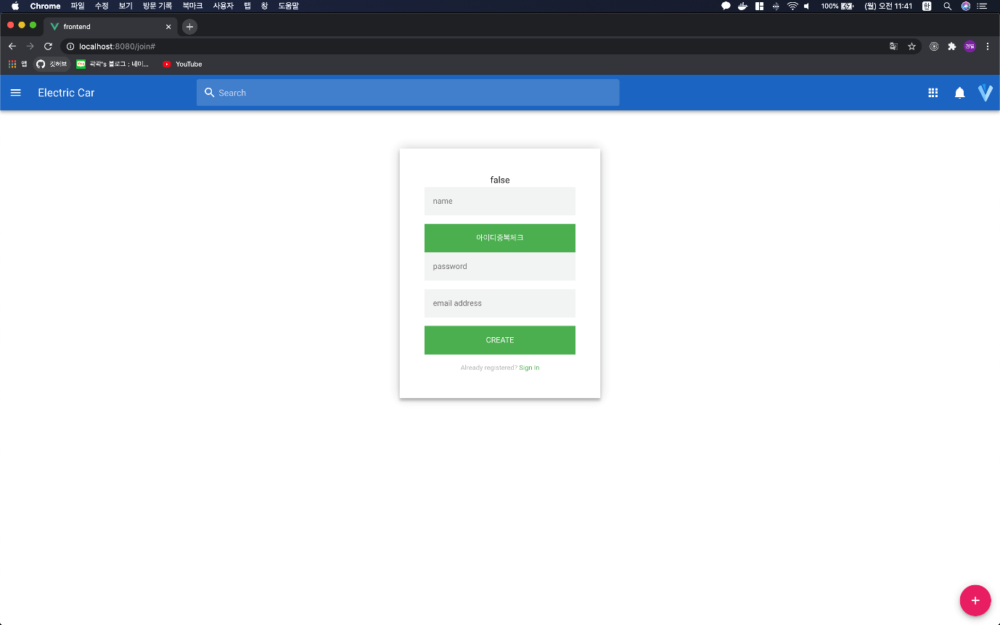 Chrome 파일 수정 보기 방문 기록 북마크 사용자 탭 창 도움말 100% (월) 오전 11:41 한
frontend
localhost:8080/join#
앱 깃허브 곽곽's 블로그 : 네이... YouTube
Electric Car Search
false
name
아이디중복체크
password
email address
CREATE
Already registered? Sign In